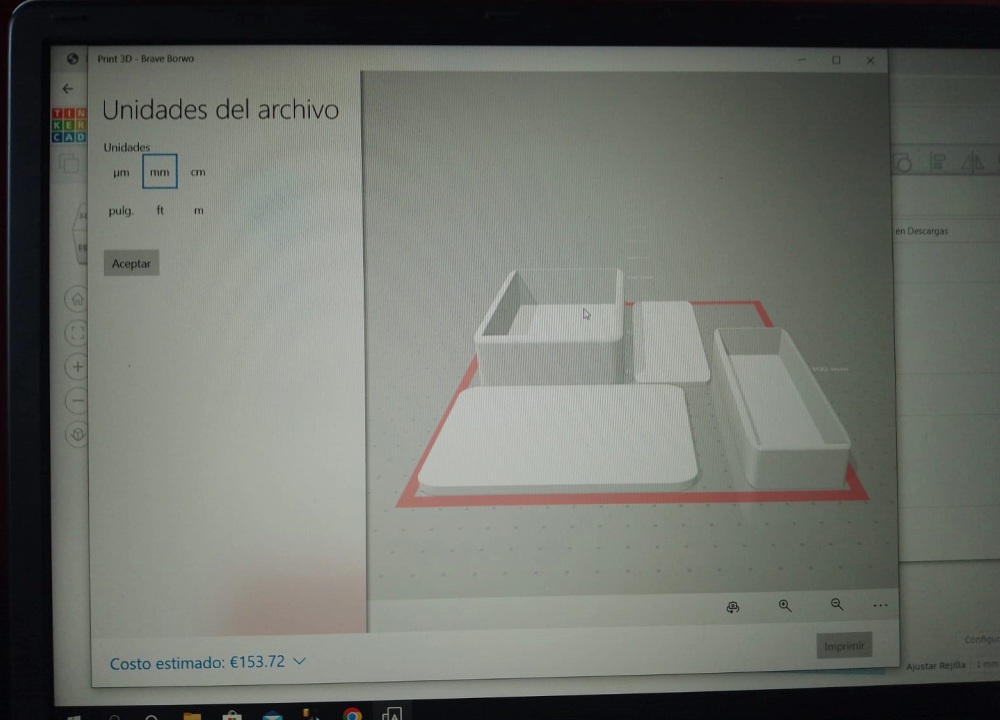 Print 3D - Brave Borwo
TIN
KER
CAD
Unidades del archivo
Unidades
µm mm cm
pulg. ft m
Aceptar
en Descargas
Costo estimado: €153.72
Imprimir
Ajustar Rejilla 1 mm